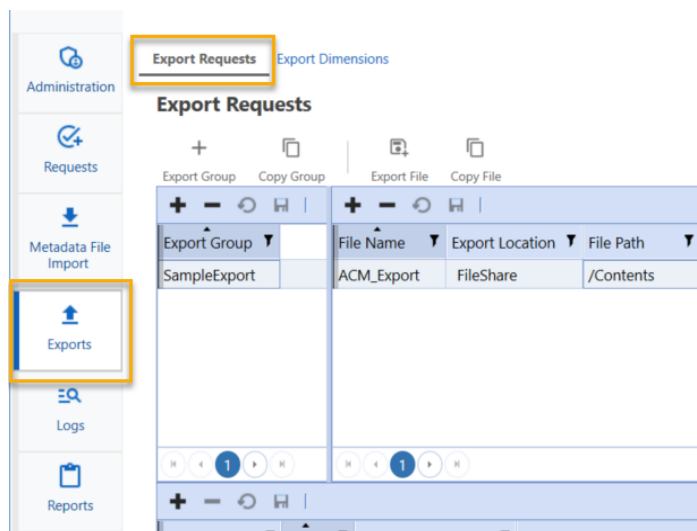 Administration
Requests
Metadata File
Import
Exports
Logs
Reports
Export Requests Export Dimensions
Export Requests
Export Group Copy Group Export File Copy File
Export Group File Name Export Location File Path
SampleExport ACM_Export FileShare /Contents
1 1